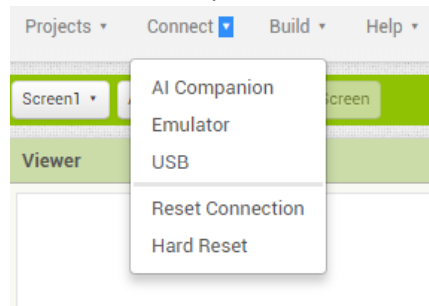 Projects Connect Build Help
Screen1 Screen
Viewer
AI Companion
Emulator
USB
Reset Connection
Hard Reset